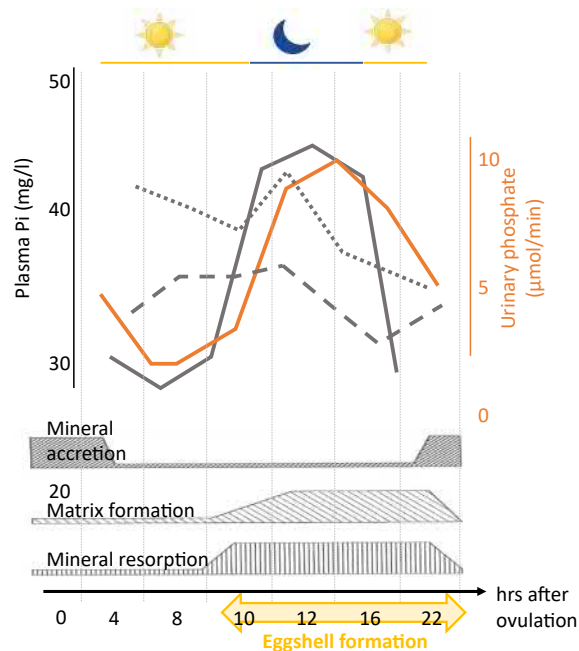 50
40
30
Plasma Pi (mg/l)
10
5
0
Urinary phosphate
(µmol/min)
Mineral
accretion
20
Matrix formation
Mineral resorption
0 4 8 10 12 16 22
hrs after
ovulation
Eggshell formation